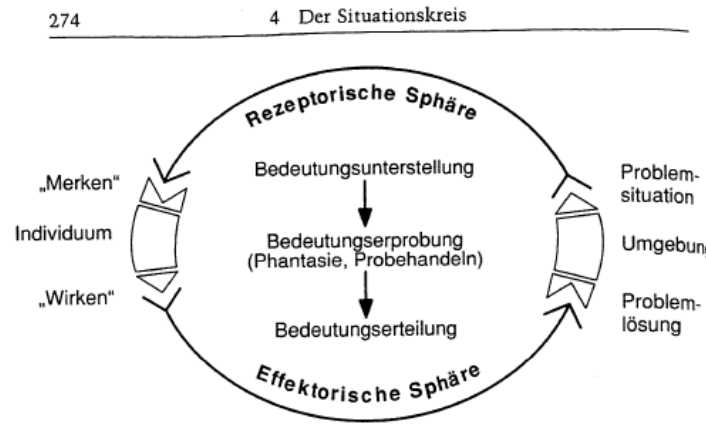 274
4 Der Situationskreis
Rezeptorische Sphäre
„Merken“
Individuum
„Wirken“
Bedeutungsunterstellung
Bedeutungserprobung
(Phantasie, Probehandeln)
Bedeutungserteilung
Problem-
situation
Umgebung
Problem-
lösung
Effektorische Sphäre